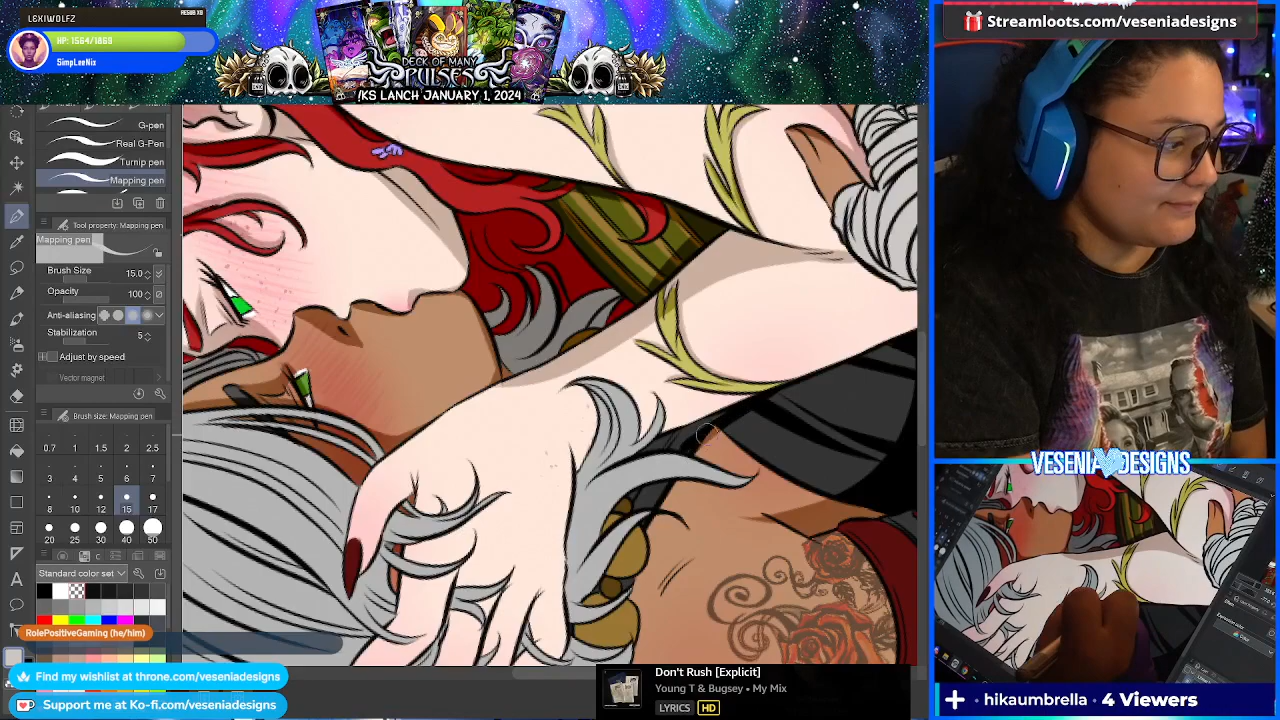 LEXIWOLFZ
HP: 1564/1869
SimpLeeNix
DECK OF MANY
PULSES
!KS LANCH JANUARY 1, 2024
Streamloots.com/veseniadesigns
G-pen
Real G-Pen
Turnip pen
Mapping pen
Tool property: Mapping pen
Mapping pen
Brush Size 15.0
Opacity 100
Anti-aliasing
Stabilization 5
Adjust by speed
Vector magnet
Brush size: Mapping pen
0.7 1 1.5 2 2.5
3 4 5 6 7
8 10 12 15 17
20 25 30 40 50
Standard color set
RolePositiveGaming (he/him)
Find my wishlist at throne.com/veseniadesigns
Support me at Ko-fi.com/veseniadesigns
Don't Rush [Explicit]
Young T & Bugsey • My Mix
LYRICS HD
VESENIA DESIGNS
hikaumbrella • 4 Viewers